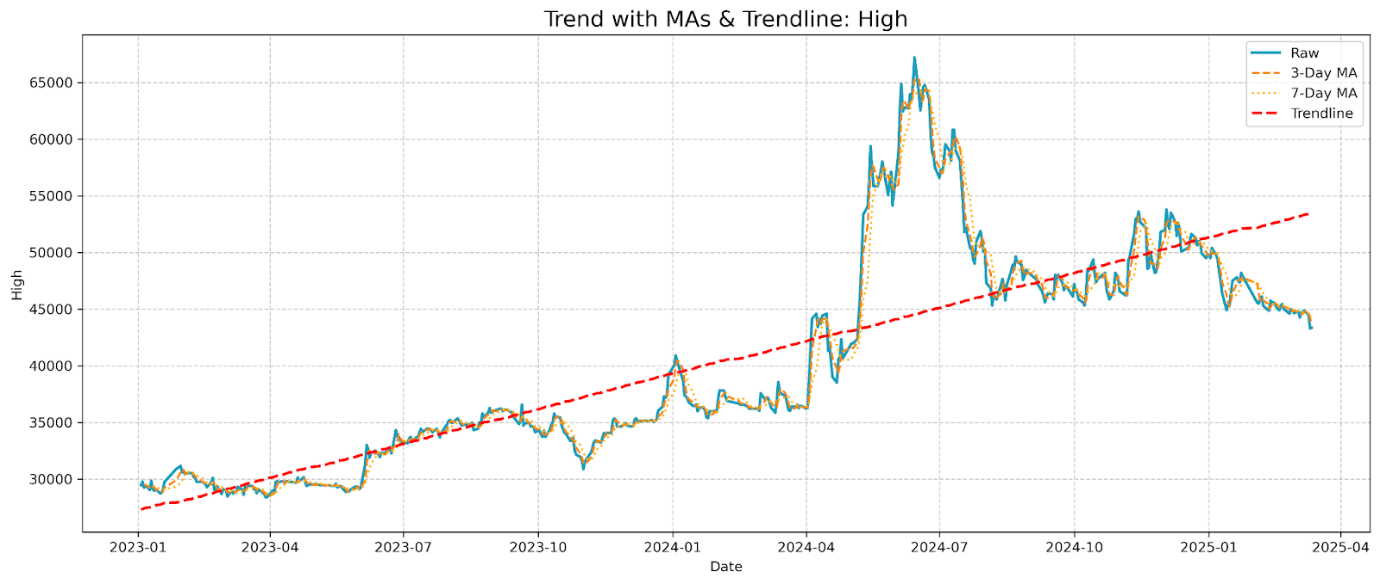 Trend with MAs & Trendline: High
Raw
3-Day MA
7-Day MA
Trendline
65000
60000
55000
50000
45000
40000
35000
30000
High
2023-01 2023-04 2023-07 2023-10 2024-01 2024-04 2024-07 2024-10 2025-01 2025-04
Date